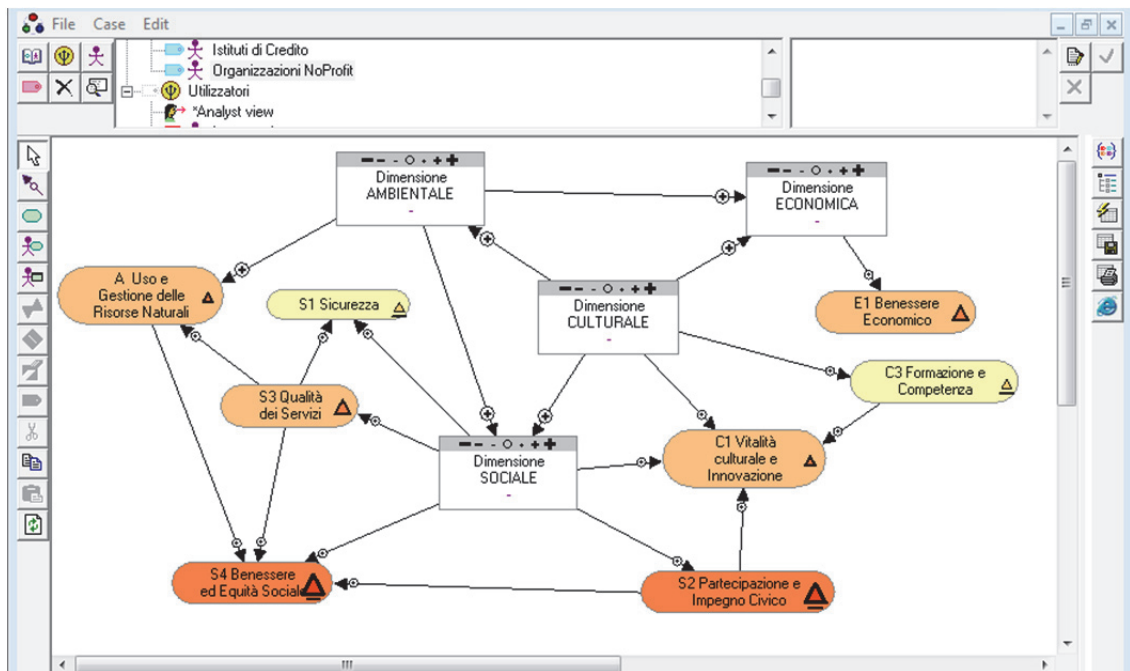 File Case Edit
Istituti di Credito
Organizzazioni NoProfit
Utilizzatori
*Analyst view
Dimensione
AMBIENTALE
Dimensione
ECONOMICA
A Uso e
Gestione delle
Risorse Naturali
S1 Sicurezza
Dimensione
CULTURALE
E1 Benessere
Economico
C3 Formazione e
Competenza
S3 Qualità
dei Servizi
C1 Vitalità
culturale e
Innovazione
Dimensione
SOCIALE
S4 Benessere
ed Equità Sociale
S2 Partecipazione e
Impegno Civico